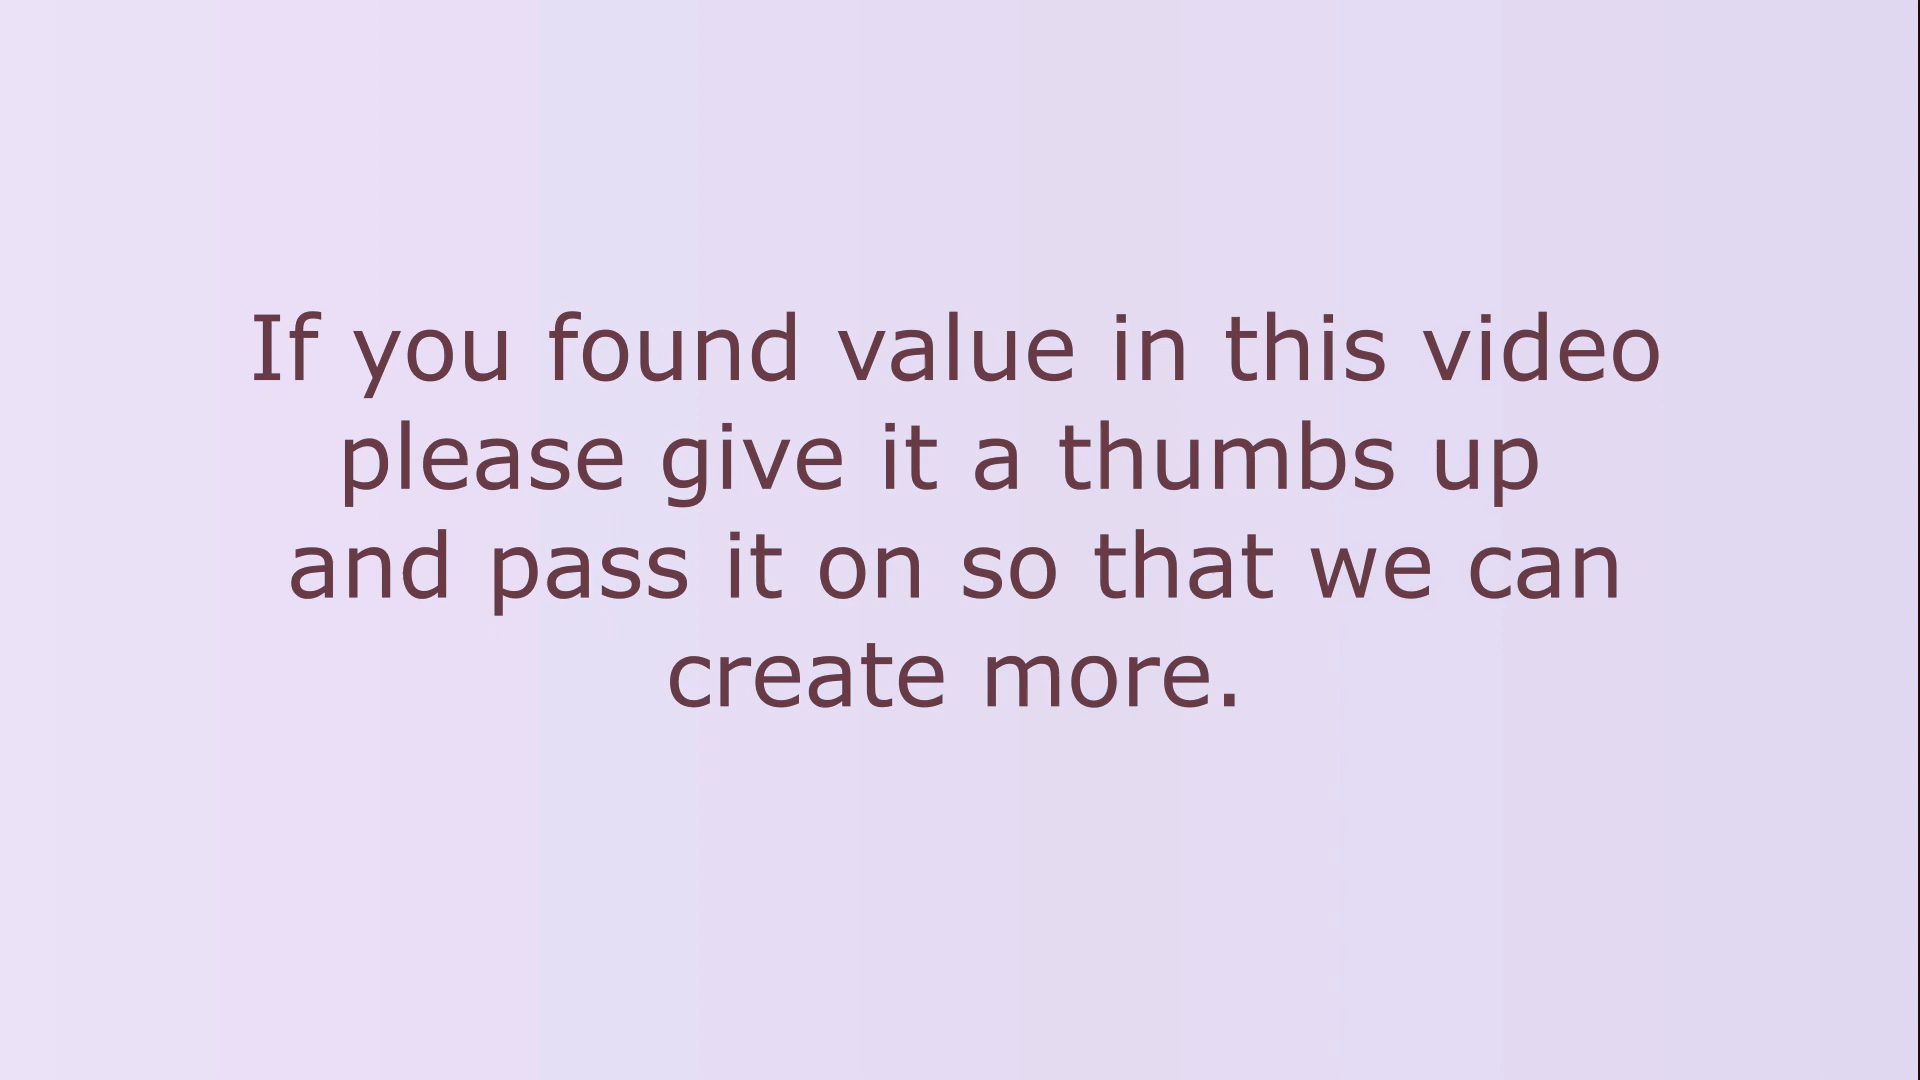 If you found value in this video
please give it a thumbs up
and pass it on so that we can
create more.